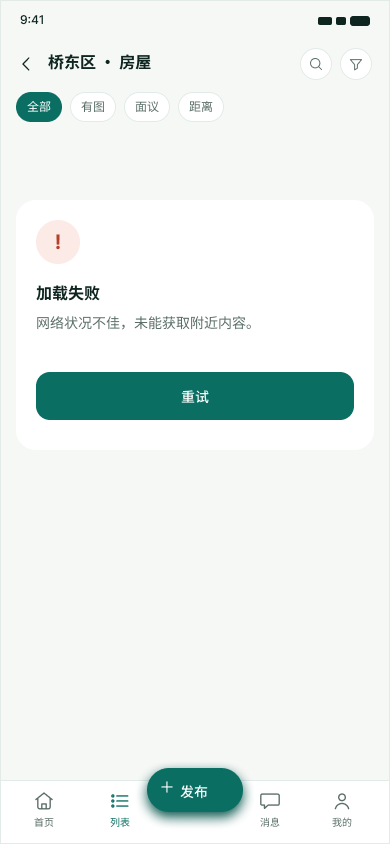 9:41
桥东区 · 房屋
全部 有图 面议 距离
!
加载失败
网络状况不佳，未能获取附近内容。
重试
首页 列表 + 发布 消息 我的